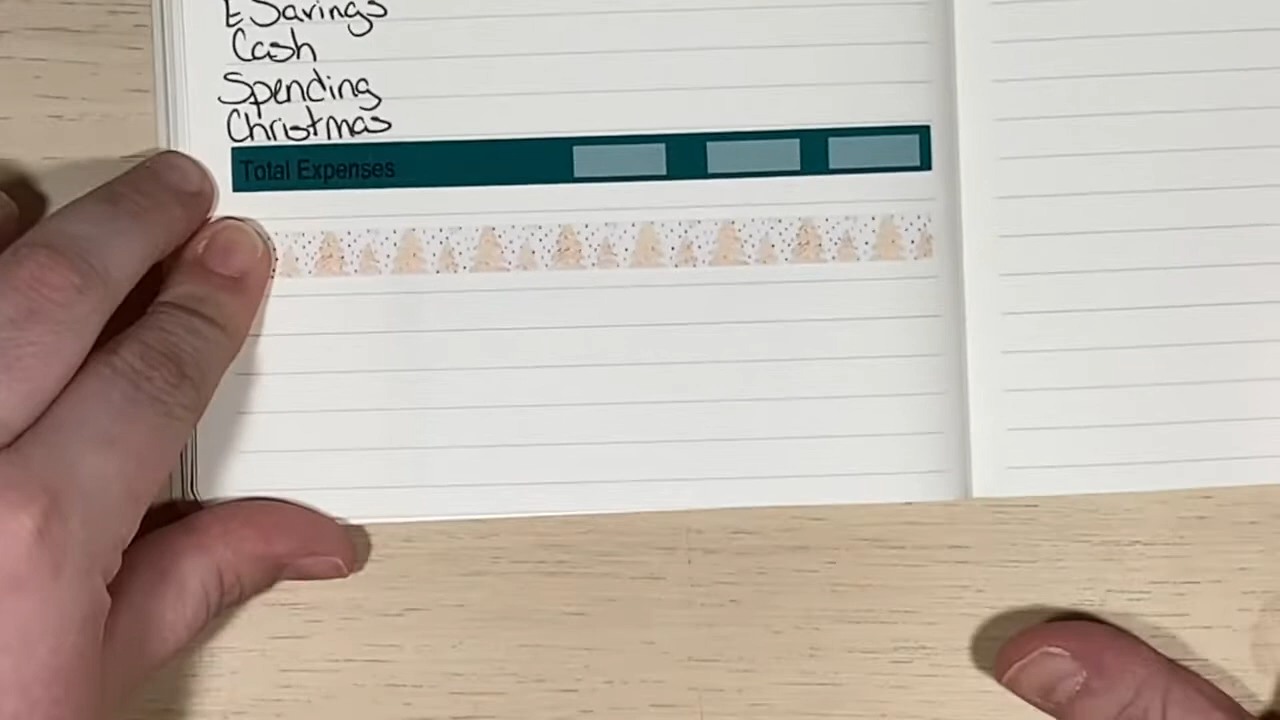 E Savings
Cash
Spending
Christmas
Total Expenses